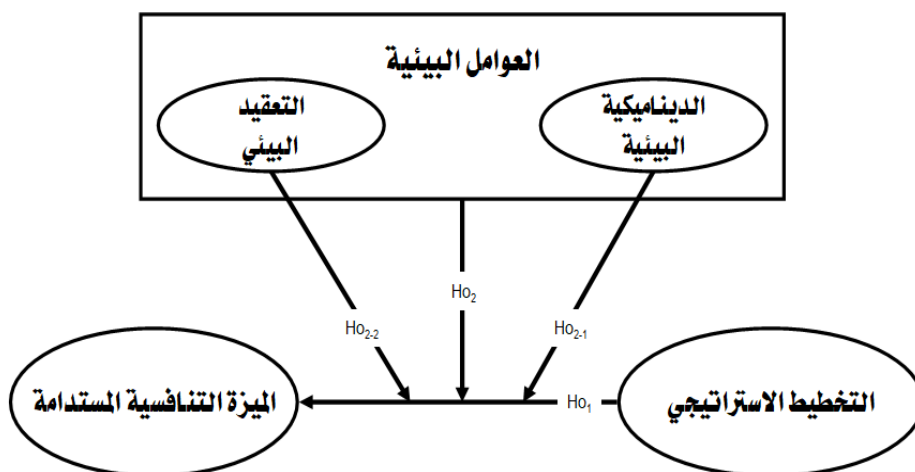 العوامل البيئية
الديناميكية
البيئية
التعقيد
البيئي
Ho2
Ho2-1
Ho2-2
التخطيط الاستراتيجي
Ho1
الميزة التنافسية المستدامة